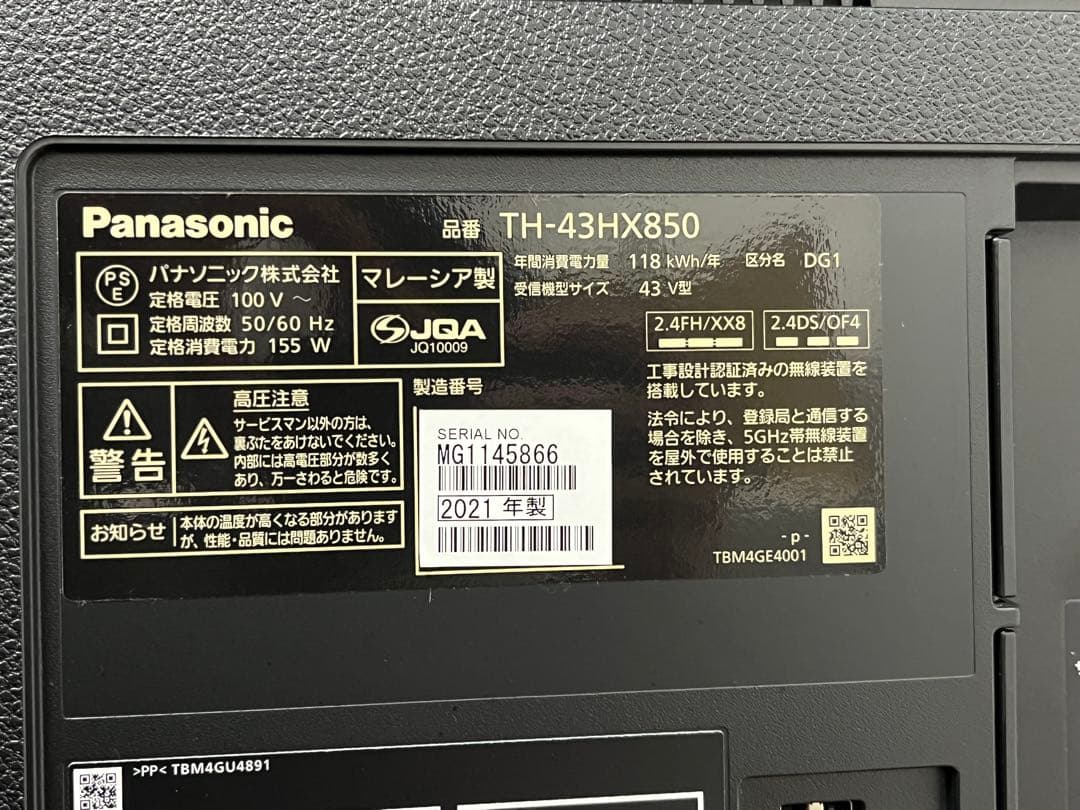 Panasonic
品番 TH-43HX850
年間消費電力量 118 kWh/年 区分名 DG1
受信機型サイズ 43 V型
PS
E
パナソニック株式会社
定格電圧 100 V ～
定格周波数 50/60 Hz
定格消費電力 155 W
マレーシア製
JQA
JQ10009
2.4FH/XX8
2.4DS/OF4
工事設計認証済みの無線装置を
搭載しています。
法令により、登録局と通信する
場合を除き、5GHz帯無線装置
を屋外で使用することは禁止
されています。
警告
高圧注意
サービスマン以外の方は、
裏ぶたをあけないでください。
内部には高電圧部分が数多く
あり、万一さわると危険です。
お知らせ
本体の温度が高くなる部分があります
が、性能・品質には問題ありません。
製造番号
SERIAL NO.
MG1145866
2021 年製
- p -
TBM4GE4001
>PP< TBM4GU4891